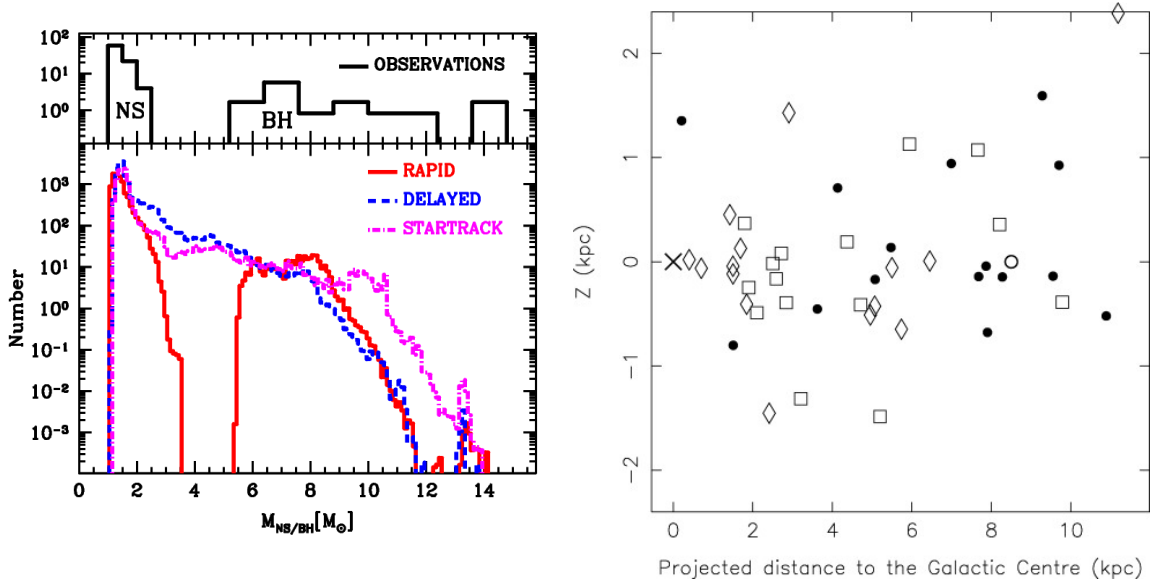 10²
10¹
10⁰
OBSERVATIONS
NS
BH
10³
10²
10¹
10⁰
10⁻¹
10⁻²
10⁻³
Number
RAPID
DELAYED
STARTRACK
0 2 4 6 8 10 12 14
M_NS/BH[M_⊙]
2
1
0
−1
−2
Z (kpc)
0 2 4 6 8 10
Projected distance to the Galactic Centre (kpc)